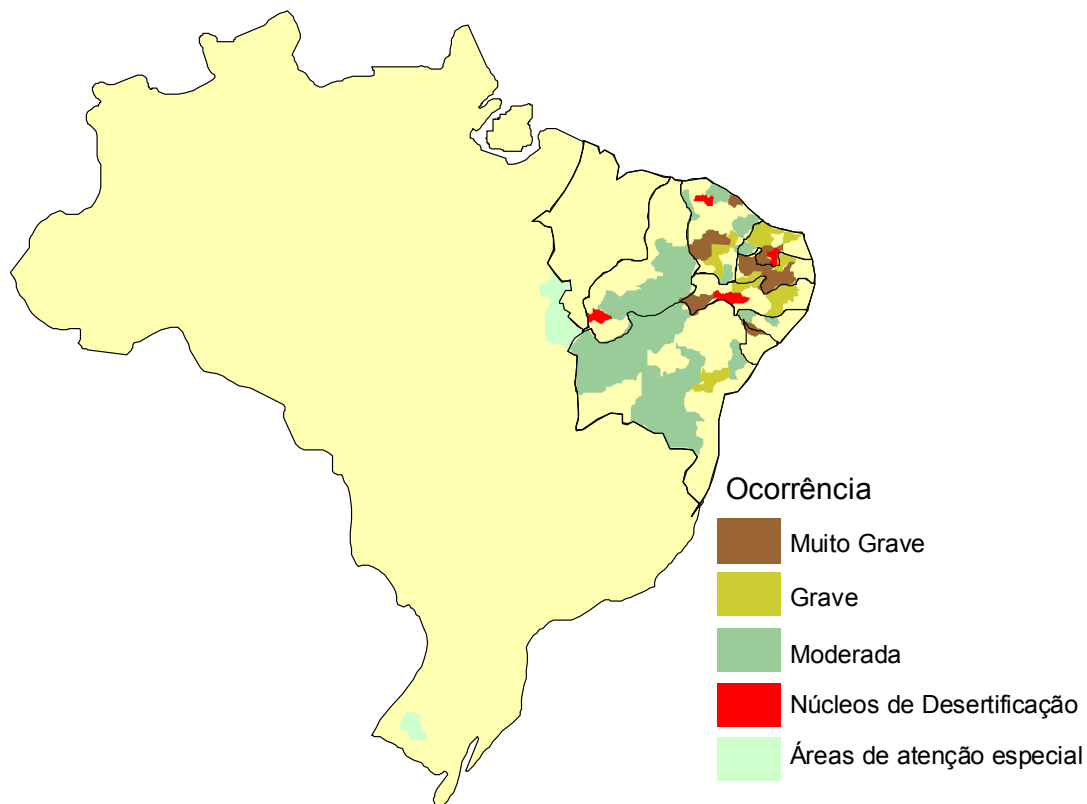 Ocorrência
Muito Grave
Grave
Moderada
Núcleos de Desertificação
Áreas de atenção especial